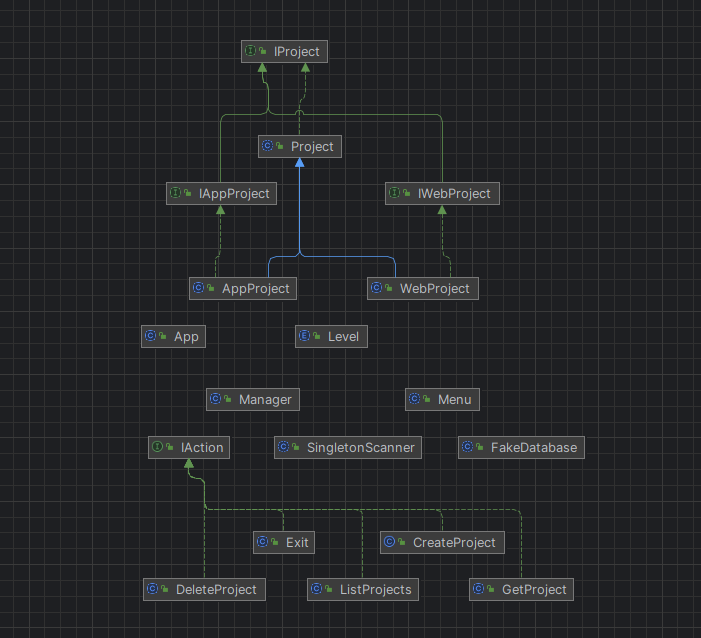 I IProject
C Project
I IAppProject
I IWebProject
C AppProject
C WebProject
C App
E Level
C Manager
C Menu
I IAction
C SingletonScanner
C FakeDatabase
C Exit
C CreateProject
C DeleteProject
C ListProjects
C GetProject